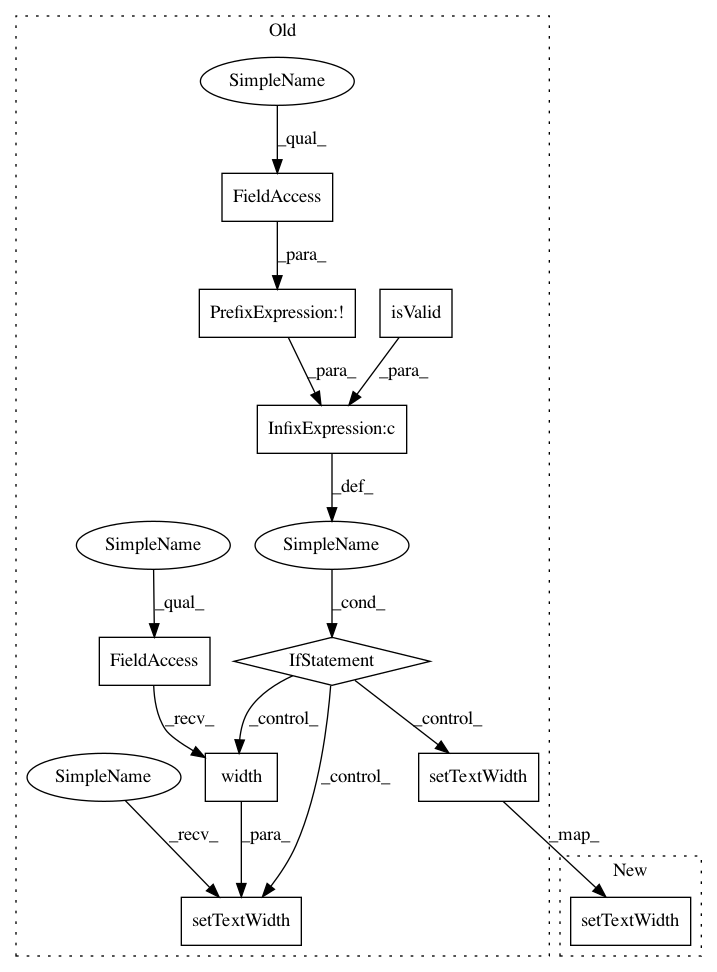 Old
SimpleName
_qual_
FieldAccess
_para_
PrefixExpression:!
isValid
_para_
_para_
InfixExpression:c
_def_
SimpleName
SimpleName
_qual_
_cond_
FieldAccess
IfStatement
_recv_
_control_
_control_
SimpleName
width
_control_
setTextWidth
_recv_
_para_
_map_
New
setTextWidth
setTextWidth